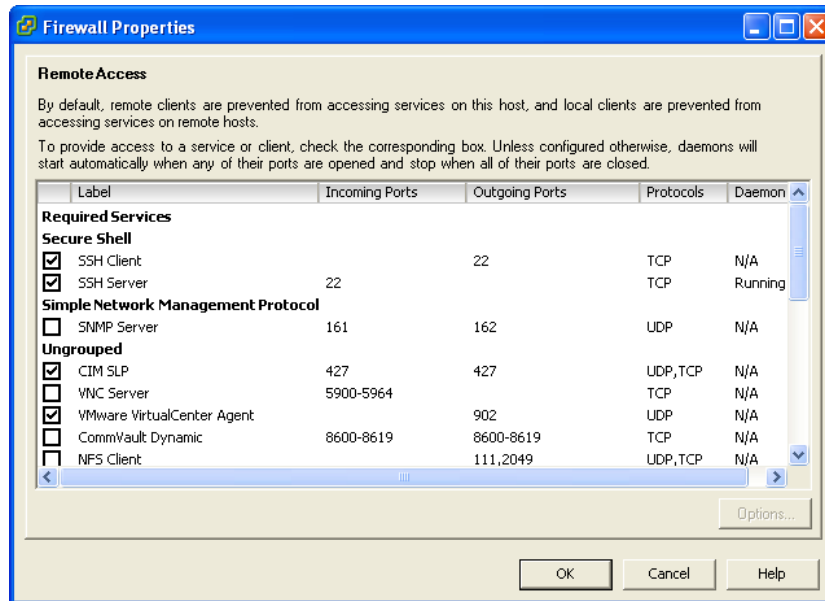 Firewall Properties
Remote Access
By default, remote clients are prevented from accessing services on this host, and local clients are prevented from
accessing services on remote hosts.
To provide access to a service or client, check the corresponding box. Unless configured otherwise, daemons will
start automatically when any of their ports are opened and stop when all of their ports are closed.
Label Incoming Ports Outgoing Ports Protocols Daemon
Required Services
Secure Shell
SSH Client 22 TCP N/A
SSH Server 22 TCP Running
Simple Network Management Protocol
SNMP Server 161 162 UDP N/A
Ungrouped
CIM SLP 427 427 UDP,TCP N/A
VNC Server 5900-5964 TCP N/A
VMware VirtualCenter Agent 902 UDP N/A
CommVault Dynamic 8600-8619 8600-8619 TCP N/A
NFS Client 111,2049 UDP,TCP N/A
Options...
OK Cancel Help